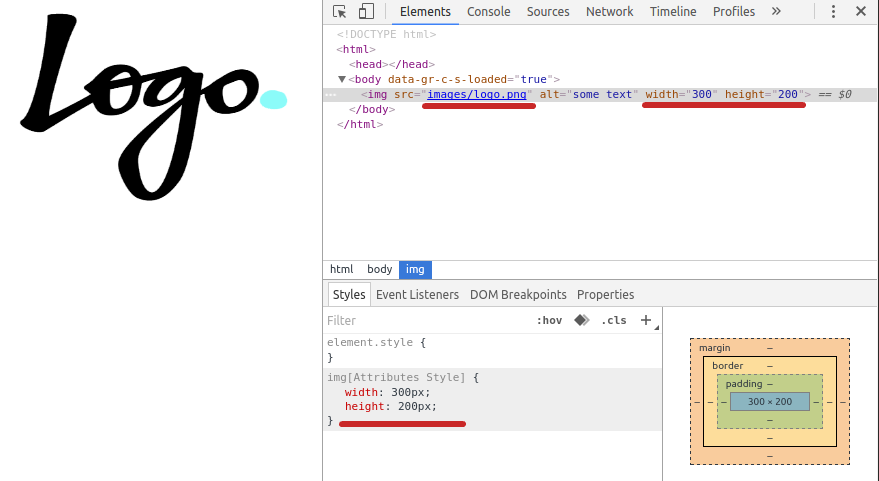 Logo.
Elements Console Sources Network Timeline Profiles »
<!DOCTYPE html>
<html>
<head></head>
<body data-gr-c-s-loaded="true">
<img src="images/logo.png" alt="some text" width="300" height="200"> == $0
</body>
</html>
html body img
Styles Event Listeners DOM Breakpoints Properties
Filter :hov .cls +
element.style {
}
img[Attributes Style] {
width: 300px;
height: 200px;
}
margin –
border –
padding –
– – – 300 × 200 – – –
–
–
–